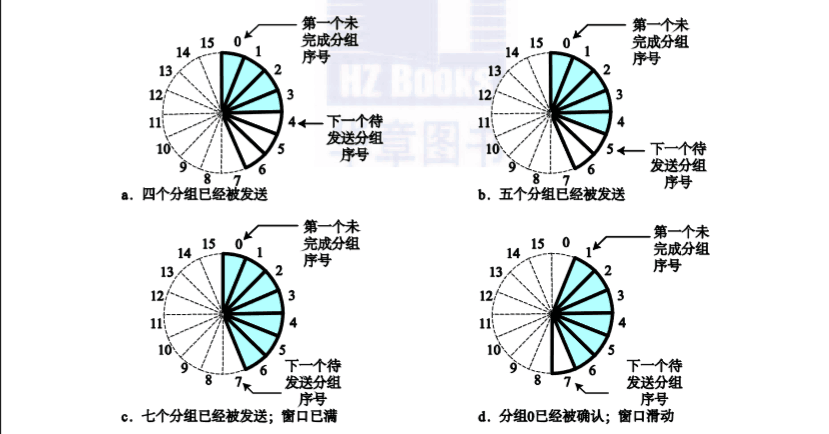 第一个未
完成分组
序号
15 0 1 2 3 4 5 6 7 8 9 10 11 12 13 14
下一个待
发送分组
序号
a. 四个分组已经被发送
第一个未
完成分组
序号
15 0 1 2 3 4 5 6 7 8 9 10 11 12 13 14
下一个待
发送分组
序号
b. 五个分组已经被发送
第一个未
完成分组
序号
15 0 1 2 3 4 5 6 7 8 9 10 11 12 13 14
下一个待
发送分组
序号
c. 七个分组已经被发送；窗口已满
第一个未
完成分组
序号
15 0 1 2 3 4 5 6 7 8 9 10 11 12 13 14
下一个待
发送分组
序号
d. 分组0已经被确认；窗口滑动
HZ BOOKS
章图书